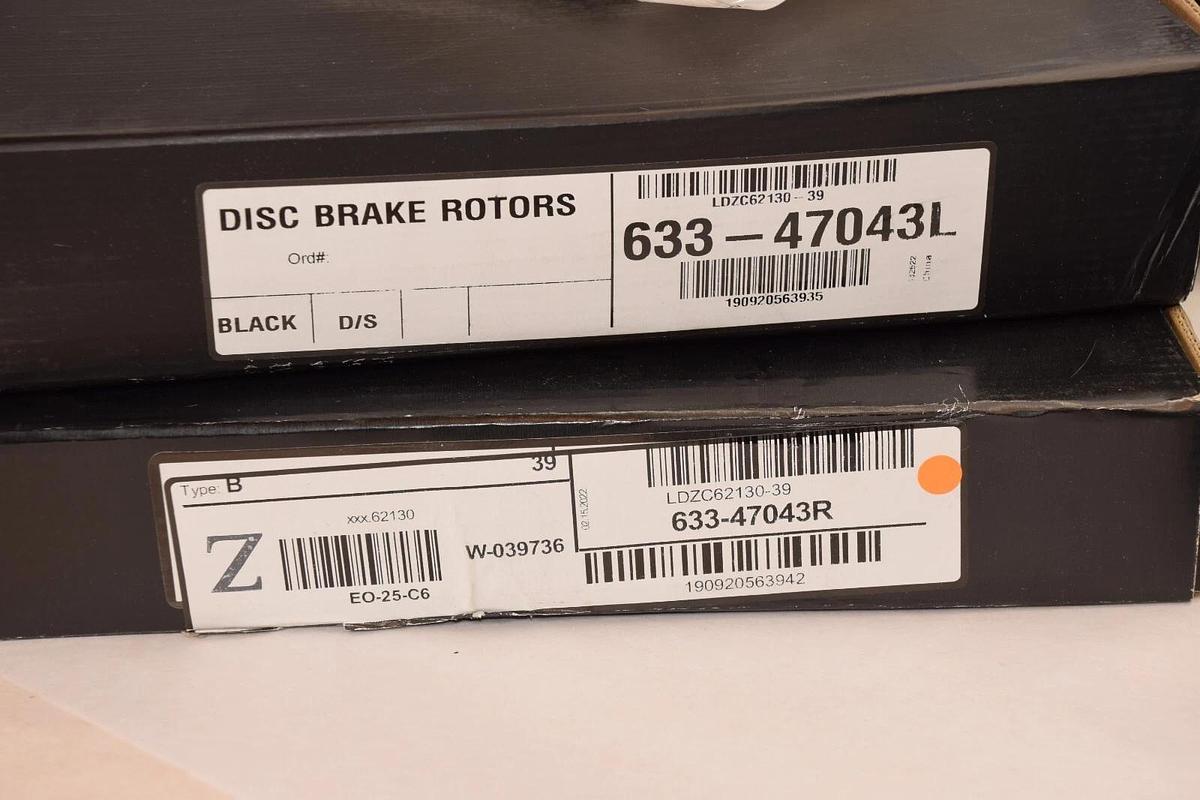 DISC BRAKE ROTORS
Ord#:
BLACK D/S
LDZC62130-39
633-47043L
190920563935
China
39
Type: B
xxx.62130
Z
EO-25-C6
W-039736
02.15.2022
LDZC62130-39
633-47043R
190920563942